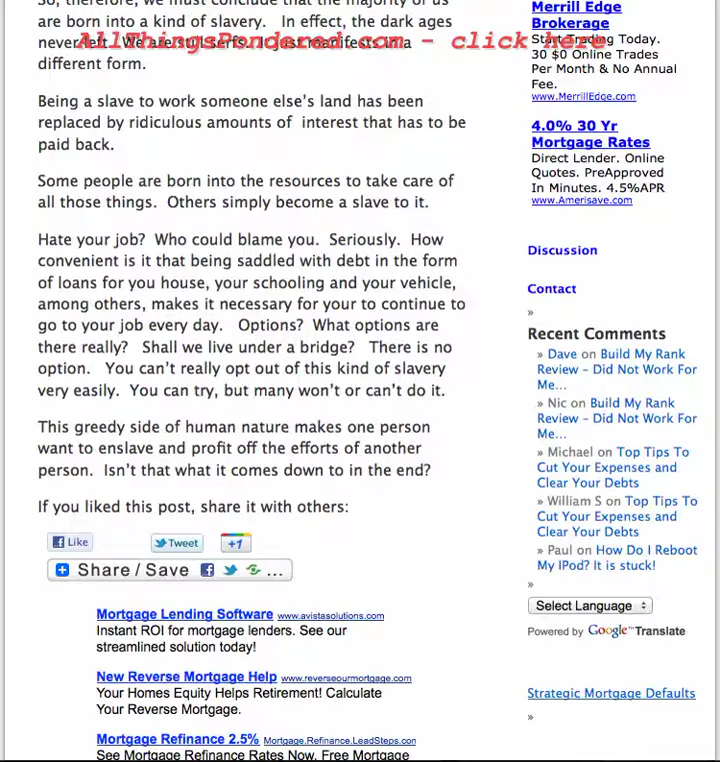 So, therefore, we must conclude that the majority of us
are born into a kind of slavery.   In effect, the dark ages
never left.  We are still serfs.  It just manifests in a
different form.
AllThingsPondered.com - click here
Being a slave to work someone else's land has been
replaced by ridiculous amounts of  interest that has to be
paid back.
Some people are born into the resources to take care of
all those things.  Others simply become a slave to it.
Hate your job?  Who could blame you.  Seriously.  How
convenient is it that being saddled with debt in the form
of loans for you house, your schooling and your vehicle,
among others, makes it necessary for your to continue to
go to your job every day.   Options?  What options are
there really?  Shall we live under a bridge?  There is no
option.   You can't really opt out of this kind of slavery
very easily.  You can try, but many won't or can't do it.
This greedy side of human nature makes one person
want to enslave and profit off the efforts of another
person.  Isn't that what it comes down to in the end?
If you liked this post, share it with others:
Like
Tweet
+1
Share / Save ...
Mortgage Lending Software www.avistasolutions.com
Instant ROI for mortgage lenders. See our
streamlined solution today!
New Reverse Mortgage Help www.reverseourmortgage.com
Your Homes Equity Helps Retirement! Calculate
Your Reverse Mortgage.
Mortgage Refinance 2.5% Mortgage.Refinance.LeadSteps.con
See Mortgage Refinance Rates Now. Free Mortgage
Merrill Edge
Brokerage
Start Trading Today.
30 $0 Online Trades
Per Month & No Annual
Fee.
www.MerrillEdge.com
4.0% 30 Yr
Mortgage Rates
Direct Lender. Online
Quotes. PreApproved
In Minutes. 4.5%APR
www.Amerisave.com
Discussion
Contact
»
Recent Comments
» Dave on Build My Rank
Review – Did Not Work For
Me...
» Nic on Build My Rank
Review – Did Not Work For
Me...
» Michael on Top Tips To
Cut Your Expenses and
Clear Your Debts
» William S on Top Tips To
Cut Your Expenses and
Clear Your Debts
» Paul on How Do I Reboot
My IPod? It is stuck!
»
Select Language
Powered by Google™ Translate
Strategic Mortgage Defaults
»